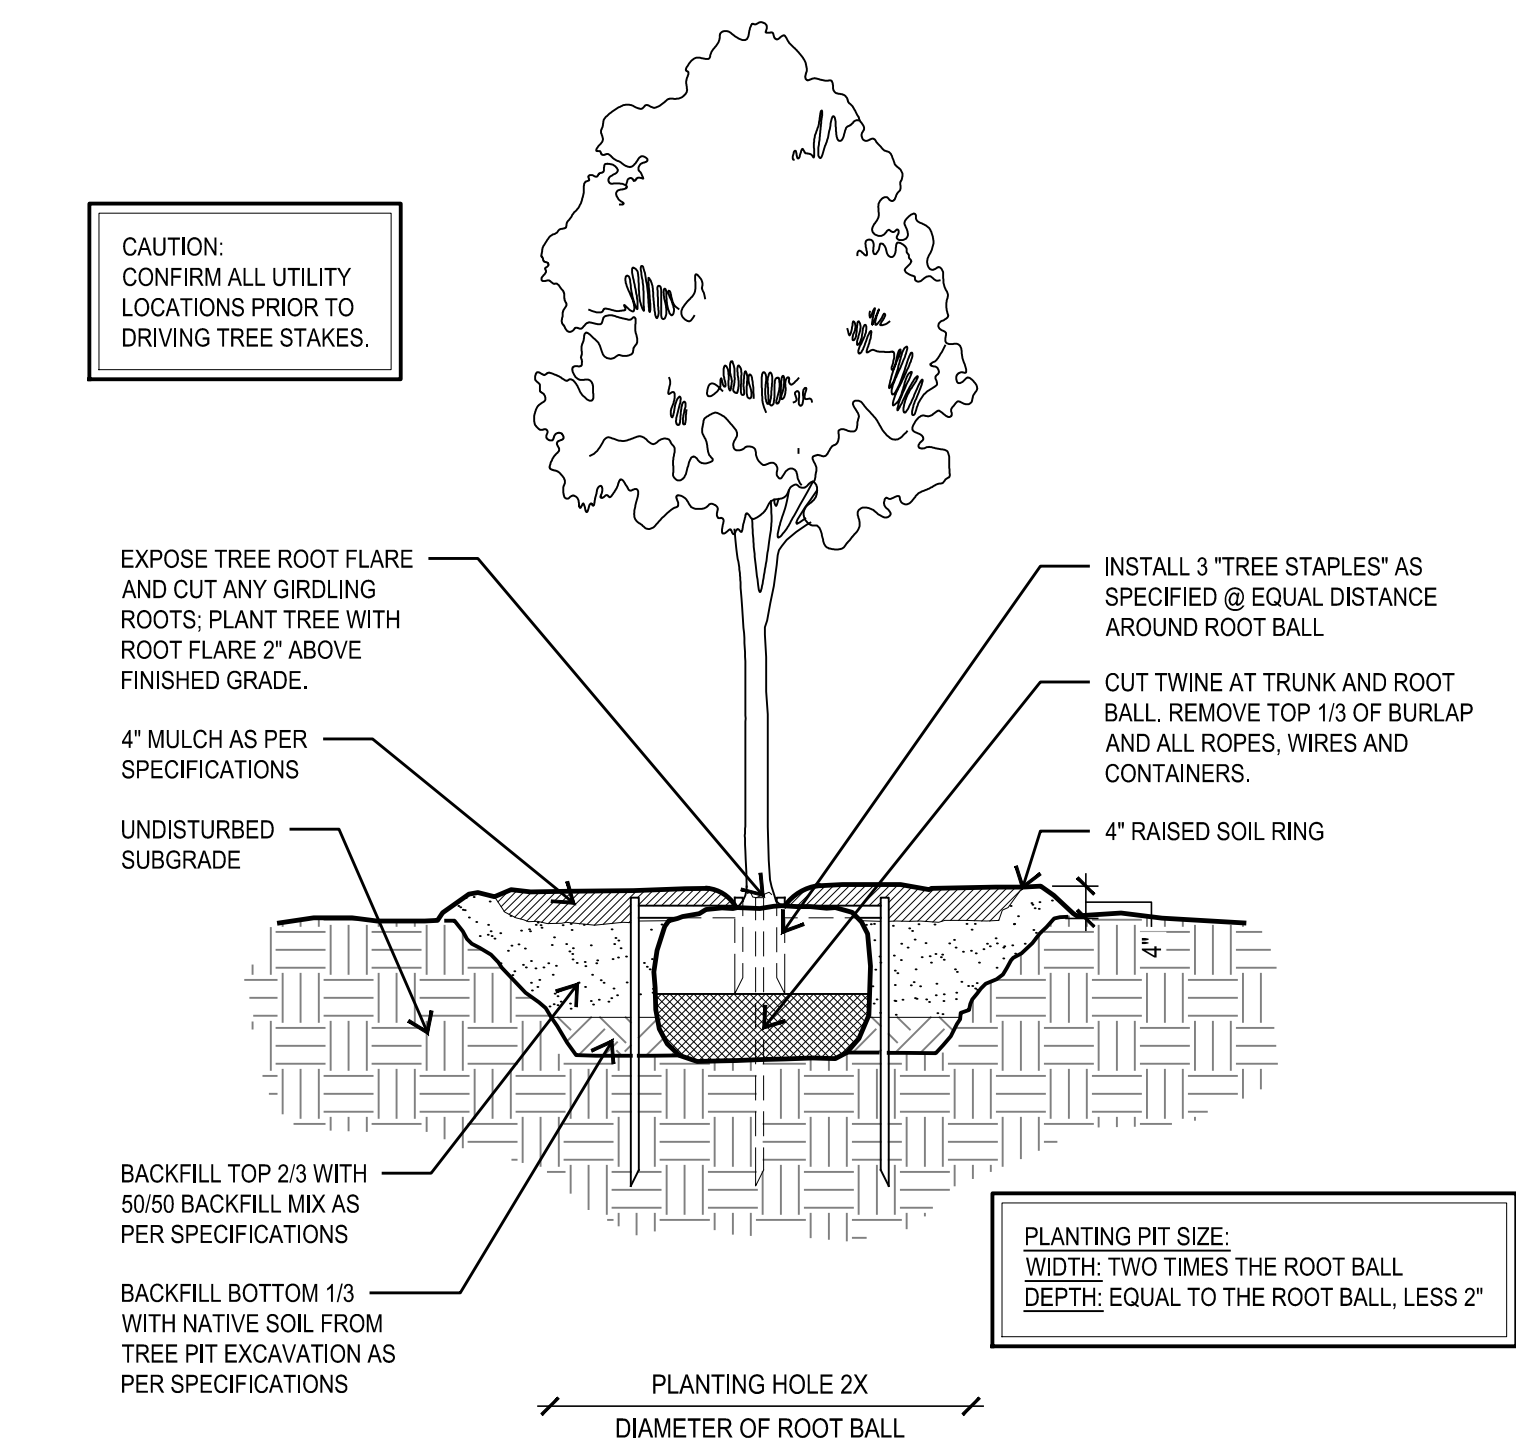 CAUTION:
CONFIRM ALL UTILITY
LOCATIONS PRIOR TO
DRIVING TREE STAKES.
EXPOSE TREE ROOT FLARE
AND CUT ANY GIRDLING
ROOTS; PLANT TREE WITH
ROOT FLARE 2" ABOVE
FINISHED GRADE.
4" MULCH AS PER
SPECIFICATIONS
UNDISTURBED
SUBGRADE
BACKFILL TOP 2/3 WITH
50/50 BACKFILL MIX AS
PER SPECIFICATIONS
BACKFILL BOTTOM 1/3
WITH NATIVE SOIL FROM
TREE PIT EXCAVATION AS
PER SPECIFICATIONS
INSTALL 3 "TREE STAPLES" AS
SPECIFIED @ EQUAL DISTANCE
AROUND ROOT BALL
CUT TWINE AT TRUNK AND ROOT
BALL. REMOVE TOP 1/3 OF BURLAP
AND ALL ROPES, WIRES AND
CONTAINERS.
4" RAISED SOIL RING
4"
PLANTING PIT SIZE:
WIDTH: TWO TIMES THE ROOT BALL
DEPTH: EQUAL TO THE ROOT BALL, LESS 2"
PLANTING HOLE 2X
DIAMETER OF ROOT BALL